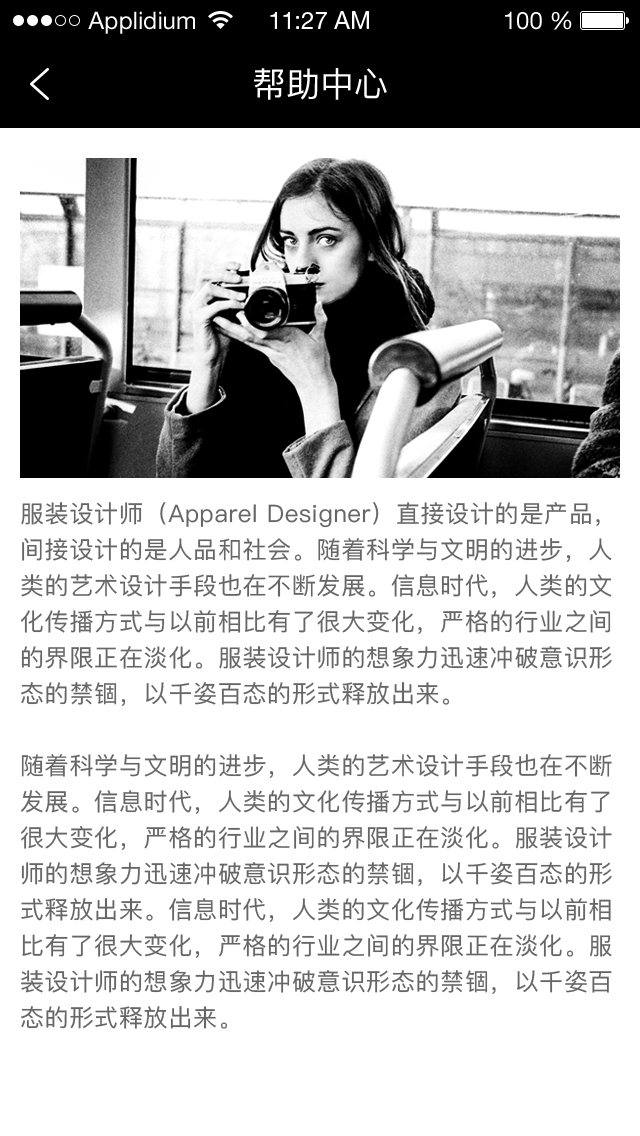 Applidium 11:27 AM 100 %
帮助中心
服装设计师（Apparel Designer）直接设计的是产品，
间接设计的是人品和社会。随着科学与文明的进步，人
类的艺术设计手段也在不断发展。信息时代，人类的文
化传播方式与以前相比有了很大变化，严格的行业之间
的界限正在淡化。服装设计师的想象力迅速冲破意识形
态的禁锢，以千姿百态的形式释放出来。
随着科学与文明的进步，人类的艺术设计手段也在不断
发展。信息时代，人类的文化传播方式与以前相比有了
很大变化，严格的行业之间的界限正在淡化。服装设计
师的想象力迅速冲破意识形态的禁锢，以千姿百态的形
式释放出来。信息时代，人类的文化传播方式与以前相
比有了很大变化，严格的行业之间的界限正在淡化。服
装设计师的想象力迅速冲破意识形态的禁锢，以千姿百
态的形式释放出来。